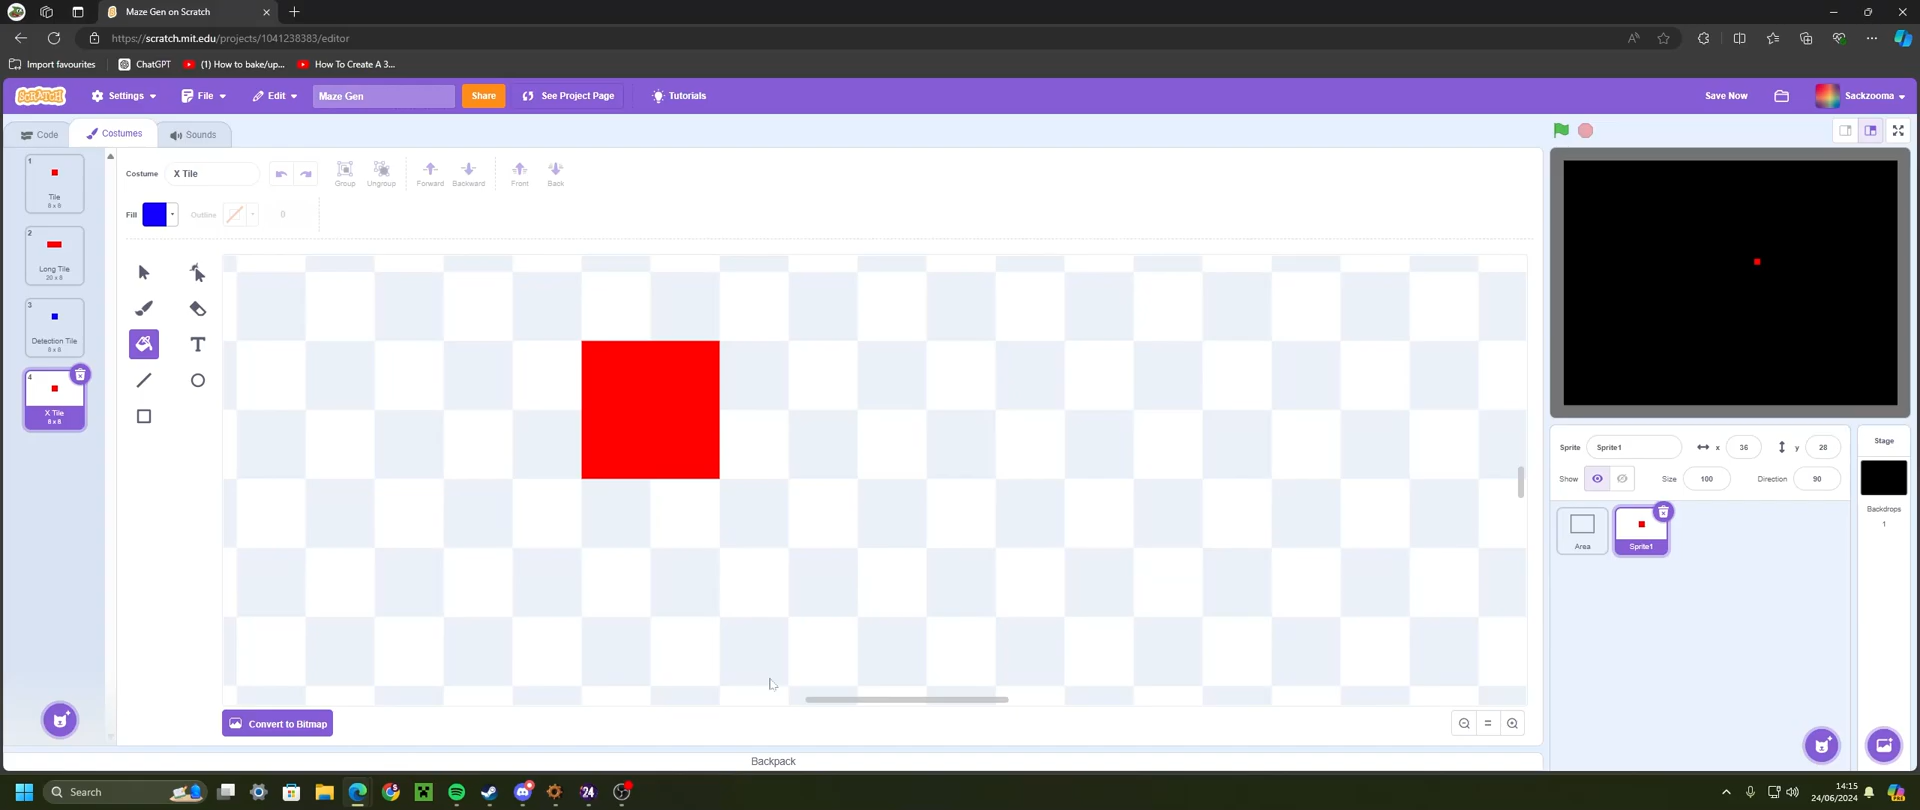 Maze Gen on Scratch
https://scratch.mit.edu/projects/1041238383/editor
Import favourites ChatGPT (1) How to bake/up... How To Create A 3...
SCRATCH Settings File Edit Maze Gen Share See Project Page Tutorials Save Now Sackzooma
Code Costumes Sounds
Costume X Tile Group Ungroup Forward Backward Front Back
Fill Outline 0
1
Tile
8 x 8
2
Long Tile
20 x 8
3
Detection Tile
8 x 8
4
X Tile
8 x 8
Convert to Bitmap
Backpack
Sprite Sprite1 x 36 y 28
Show Size 100 Direction 90
Area
Sprite1
Stage
Backdrops
1
Search
24
14:15
24/06/2024